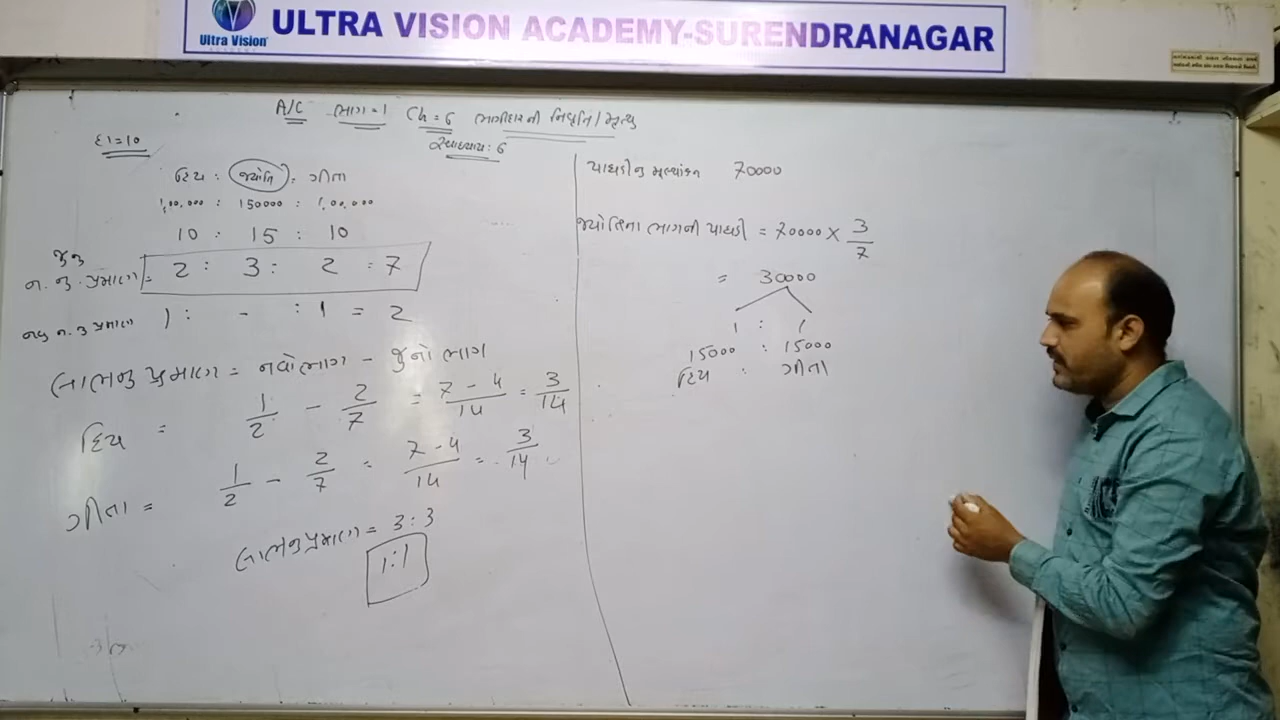 Ultra Vision
ACADEMY
ULTRA VISION ACADEMY-SURENDRANAGAR
A/C ભાગ=1 Ch=6 ભાગીદારની નિવૃત્તિ/મૃત્યુ
સ્વાધ્યાય: 6
દા=10
દિય : જ્યોતિ : ગીતા
1,00,000 : 150000 : 1,00,000
10 : 15 : 10
જુનુ
ન.નુ.પ્રમાણ = 2 : 3 : 2 = 7
નવુ ન.નુ પ્રમાણ 1 : - : 1 = 2
લાભનુ પ્રમાણ = નવોભાગ - જુનો ભાગ
દિય = 1/2 - 2/7 = 7-4/14 = 3/14
ગીતા = 1/2 - 2/7 = 7-4/14 = 3/14
લાભનુ પ્રમાણ = 3:3
1:1
પાઘડીનુ મૂલ્યાંકન 70000
જ્યોતિના ભાગની પાઘડી = 70000 × 3/7
= 30000
1 : 1
15000 : 15000
દિય : ગીતા